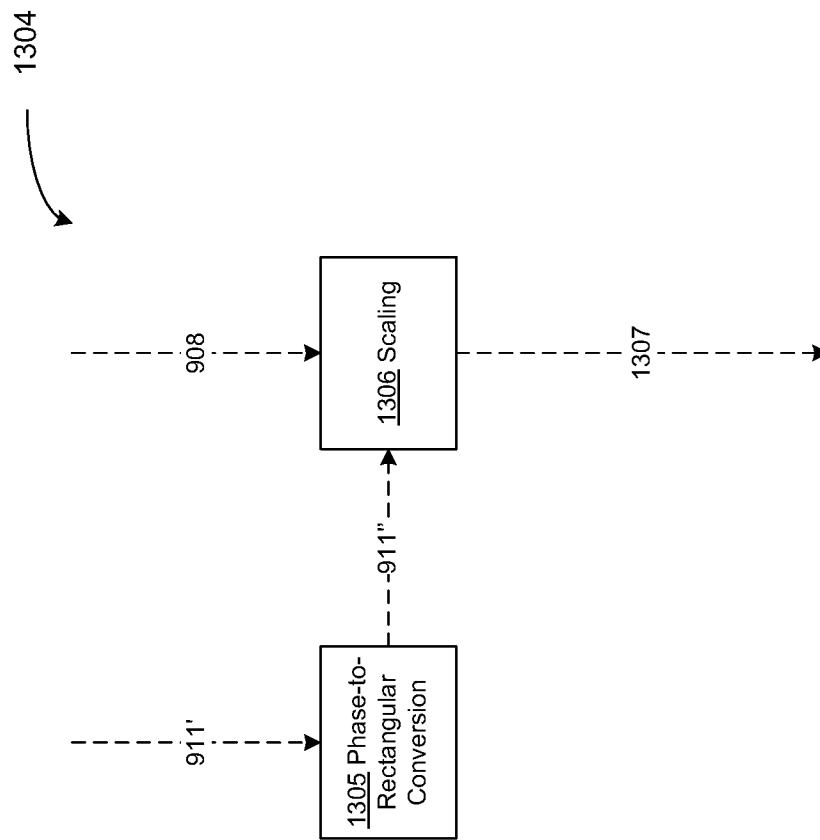 1304
908
911'
1306 Scaling
911"
1305 Phase-to-
Rectangular
Conversion
1307